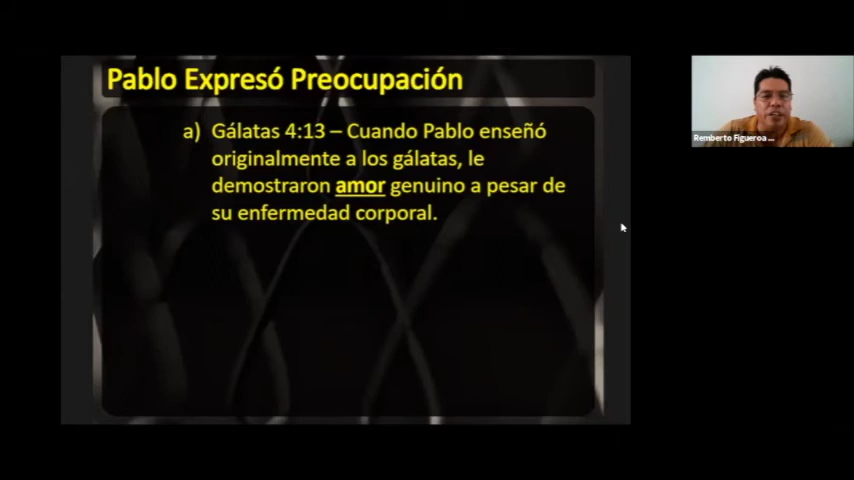 Pablo Expresó Preocupación
a) Gálatas 4:13 – Cuando Pablo enseñó
originalmente a los gálatas, le
demostraron amor genuino a pesar de
su enfermedad corporal.
Remberto Figueroa ...